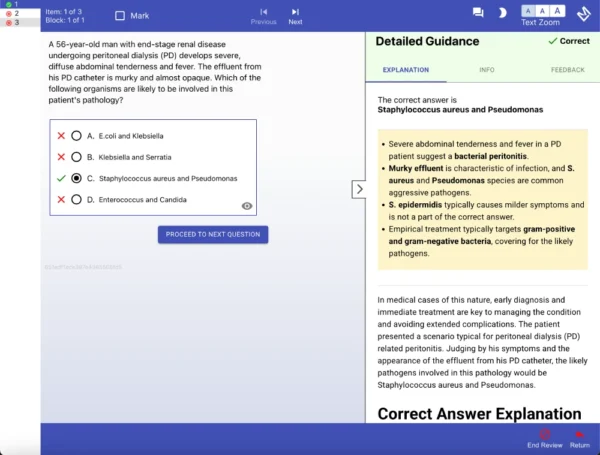 1
2
3
Item: 1 of 3
Block: 1 of 1
Mark
Previous
Next
A A A
Text Zoom
A 56-year-old man with end-stage renal disease
undergoing peritoneal dialysis (PD) develops severe,
diffuse abdominal tenderness and fever. The effluent from
his PD catheter is murky and almost opaque. Which of the
following organisms are likely to be involved in this
patient's pathology?
A. E.coli and Klebsiella
B. Klebsiella and Serratia
C. Staphylococcus aureus and Pseudomonas
D. Enterococcus and Candida
PROCEED TO NEXT QUESTION
Detailed Guidance
Correct
EXPLANATION
INFO
FEEDBACK
The correct answer is
Staphylococcus aureus and Pseudomonas
• Severe abdominal tenderness and fever in a PD
patient suggest a bacterial peritonitis.
• Murky effluent is characteristic of infection, and S.
aureus and Pseudomonas species are common
aggressive pathogens.
• S. epidermidis typically causes milder symptoms and
is not a part of the correct answer.
• Empirical treatment typically targets gram-positive
and gram-negative bacteria, covering for the likely
pathogens.
In medical cases of this nature, early diagnosis and
immediate treatment are key to managing the condition
and avoiding extended complications. The patient
presented a scenario typical for peritoneal dialysis (PD)
related peritonitis. Judging by his symptoms and the
appearance of the effluent from his PD catheter, the likely
pathogens involved in this pathology would be
Staphylococcus aureus and Pseudomonas.
Correct Answer Explanation
End Review
Return